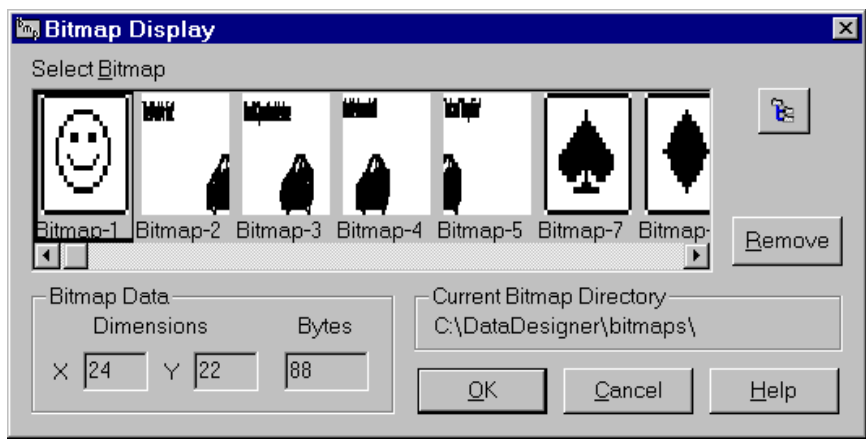 Bitmap Display
Select Bitmap
Bitmap-1 Bitmap-2 Bitmap-3 Bitmap-4 Bitmap-5 Bitmap-7 Bitmap-
Remove
Bitmap Data
Dimensions Bytes
X 24 Y 22 88
Current Bitmap Directory
C:\DataDesigner\bitmaps\
OK Cancel Help